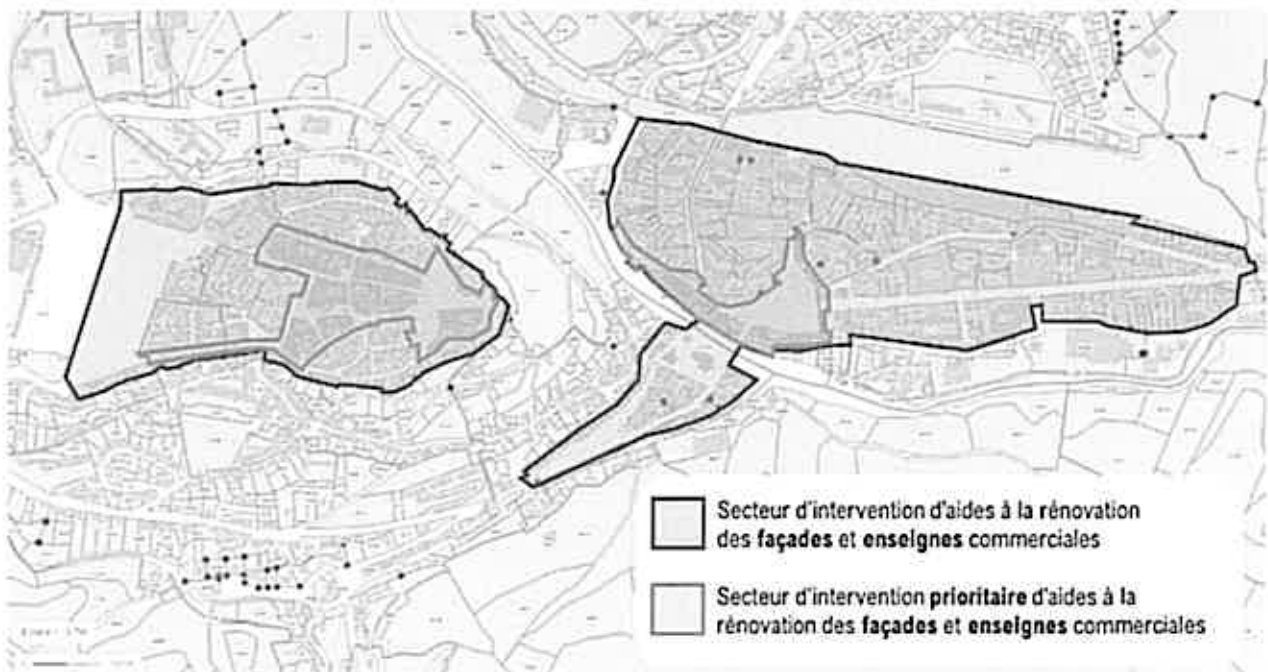 Secteur d'intervention d'aides à la rénovation
des façades et enseignes commerciales
Secteur d'intervention prioritaire d'aides à la
rénovation des façades et enseignes commerciales